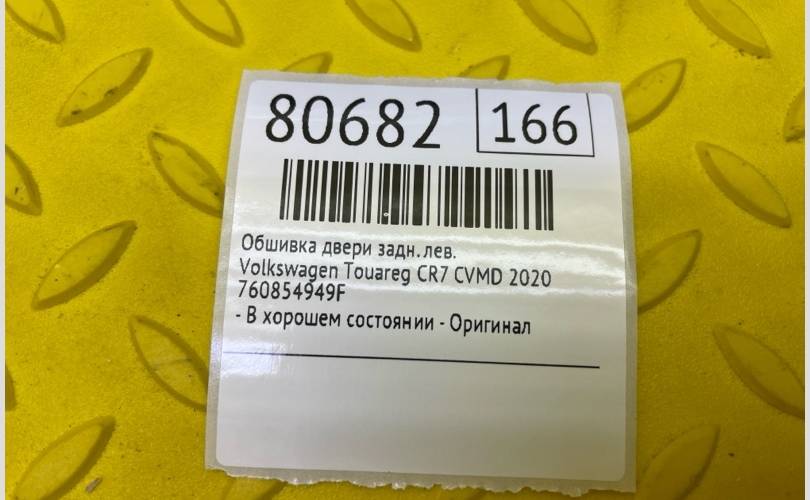 80682 166
Обшивка двери задн.лев.
Volkswagen Touareg CR7 CVMD 2020
760854949F
- В хорошем состоянии - Оригинал